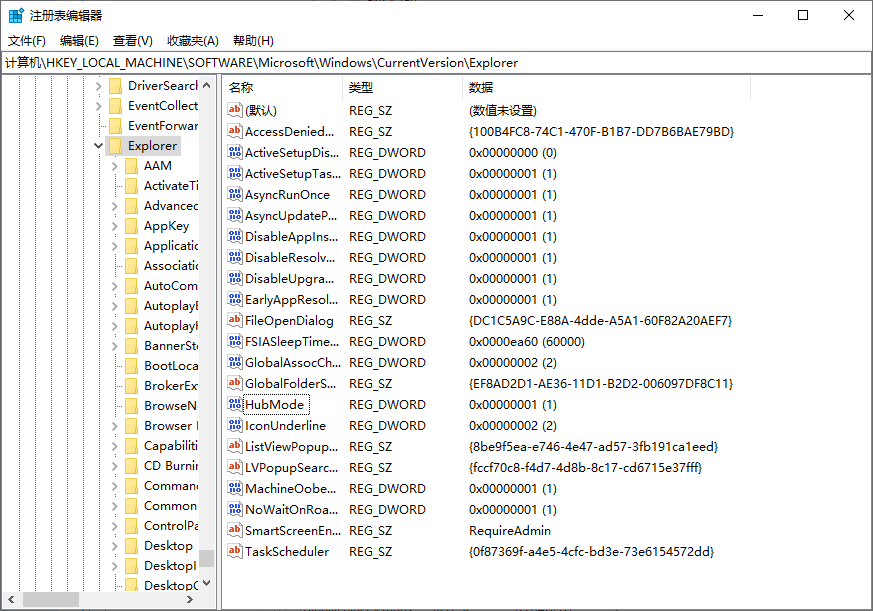 注册表编辑器
文件(F) 编辑(E) 查看(V) 收藏夹(A) 帮助(H)
计算机\HKEY_LOCAL_MACHINE\SOFTWARE\Microsoft\Windows\CurrentVersion\Explorer
DriverSearch
EventCollect
EventForwar
Explorer
AAM
ActivateTi
Advanced
AppKey
Applicatio
Associatio
AutoCom
AutoplayE
AutoplayH
BannerSto
BootLoca
BrokerExt
BrowseN
Browser
Capabiliti
CD Burnin
Comman
Common
ControlPa
Desktop
DesktopI
DesktopO
名称 类型 数据
(默认) REG_SZ (数值未设置)
AccessDenied... REG_SZ {100B4FC8-74C1-470F-B1B7-DD7B6BAE79BD}
ActiveSetupDis... REG_DWORD 0x00000000 (0)
ActiveSetupTas... REG_DWORD 0x00000001 (1)
AsyncRunOnce REG_DWORD 0x00000001 (1)
AsyncUpdateP... REG_DWORD 0x00000001 (1)
DisableAppIns... REG_DWORD 0x00000001 (1)
DisableResolv... REG_DWORD 0x00000001 (1)
DisableUpgra... REG_DWORD 0x00000001 (1)
EarlyAppResol... REG_DWORD 0x00000001 (1)
FileOpenDialog REG_SZ {DC1C5A9C-E88A-4dde-A5A1-60F82A20AEF7}
FSIASleepTime... REG_DWORD 0x0000ea60 (60000)
GlobalAssocCh... REG_DWORD 0x00000002 (2)
GlobalFolderS... REG_SZ {EF8AD2D1-AE36-11D1-B2D2-006097DF8C11}
HubMode REG_DWORD 0x00000001 (1)
IconUnderline REG_DWORD 0x00000002 (2)
ListViewPopup... REG_SZ {8be9f5ea-e746-4e47-ad57-3fb191ca1eed}
LVPopupSearc... REG_SZ {fccf70c8-f4d7-4d8b-8c17-cd6715e37fff}
MachineOobe... REG_DWORD 0x00000001 (1)
NoWaitOnRoa... REG_DWORD 0x00000001 (1)
SmartScreenEn... REG_SZ RequireAdmin
TaskScheduler REG_SZ {0f87369f-a4e5-4cfc-bd3e-73e6154572dd}